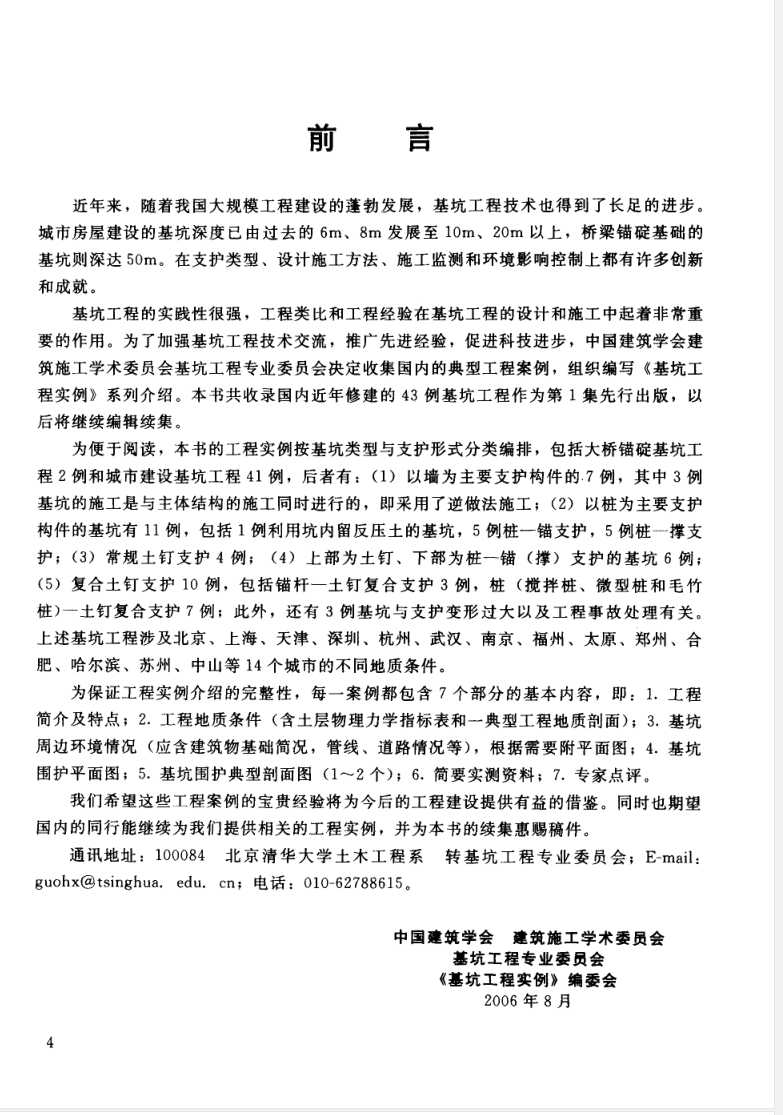 前 言
近年来，随着我国大规模工程建设的蓬勃发展，基坑工程技术也得到了长足的进步。
城市房屋建设的基坑深度已由过去的 6m、8m 发展至 10m、20m 以上，桥梁锚碇基础的
基坑则深达 50m。在支护类型、设计施工方法、施工监测和环境影响控制上都有许多创新
和成就。
基坑工程的实践性很强，工程类比和工程经验在基坑工程的设计和施工中起着非常重
要的作用。为了加强基坑工程技术交流，推广先进经验，促进科技进步，中国建筑学会建
筑施工学术委员会基坑工程专业委员会决定收集国内的典型工程案例，组织编写《基坑工
程实例》系列介绍。本书共收录国内近年修建的 43 例基坑工程作为第 1 集先行出版，以
后将继续编辑续集。
为便于阅读，本书的工程实例按基坑类型与支护形式分类编排，包括大桥锚碇基坑工
程 2 例和城市建设基坑工程 41 例，后者有：（1）以墙为主要支护构件的 7 例，其中 3 例
基坑的施工是与主体结构的施工同时进行的，即采用了逆做法施工；（2）以桩为主要支护
构件的基坑有 11 例，包括 1 例利用坑内留反压土的基坑，5 例桩—锚支护，5 例桩—撑支
护；（3）常规土钉支护 4 例；（4）上部为土钉、下部为桩—锚（撑）支护的基坑 6 例；
（5）复合土钉支护 10 例，包括锚杆—土钉复合支护 3 例，桩（搅拌桩、微型桩和毛竹
桩）—土钉复合支护 7 例；此外，还有 3 例基坑与支护变形过大以及工程事故处理有关。
上述基坑工程涉及北京、上海、天津、深圳、杭州、武汉、南京、福州、太原、郑州、合
肥、哈尔滨、苏州、中山等 14 个城市的不同地质条件。
为保证工程实例介绍的完整性，每一案例都包含 7 个部分的基本内容，即：1. 工程
简介及特点；2. 工程地质条件（含土层物理力学指标表和一典型工程地质剖面）；3. 基坑
周边环境情况（应含建筑物基础简况，管线、道路情况等），根据需要附平面图；4. 基坑
围护平面图；5. 基坑围护典型剖面图（1～2 个）；6. 简要实测资料；7. 专家点评。
我们希望这些工程案例的宝贵经验将为今后的工程建设提供有益的借鉴。同时也期望
国内的同行能继续为我们提供相关的工程实例，并为本书的续集惠赐稿件。
通讯地址：100084 北京清华大学土木工程系 转基坑工程专业委员会；E-mail：
guohx@tsinghua. edu. cn；电话：010-62788615。
中国建筑学会 建筑施工学术委员会
基坑工程专业委员会
《基坑工程实例》编委会
2006 年 8 月
4